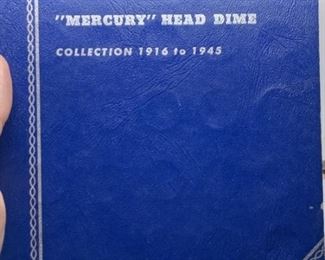 "MERCURY" HEAD DIME
COLLECTION 1916 to 1945